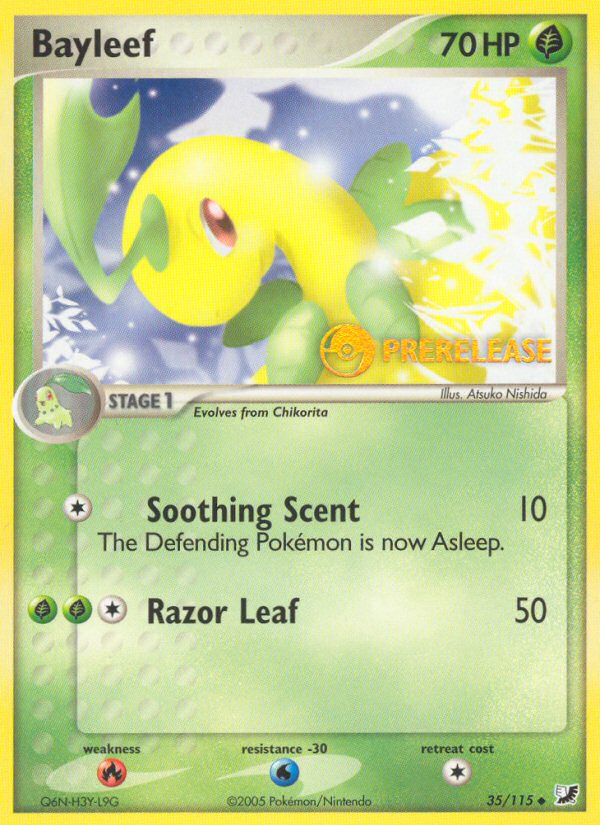 Bayleef 70 HP
PRERELEASE
Illus. Atsuko Nishida
STAGE 1
Evolves from Chikorita
Soothing Scent 10
The Defending Pokémon is now Asleep.
Razor Leaf 50
weakness resistance -30 retreat cost
Q6N-H3Y-L9G ©2005 Pokémon/Nintendo 35/115